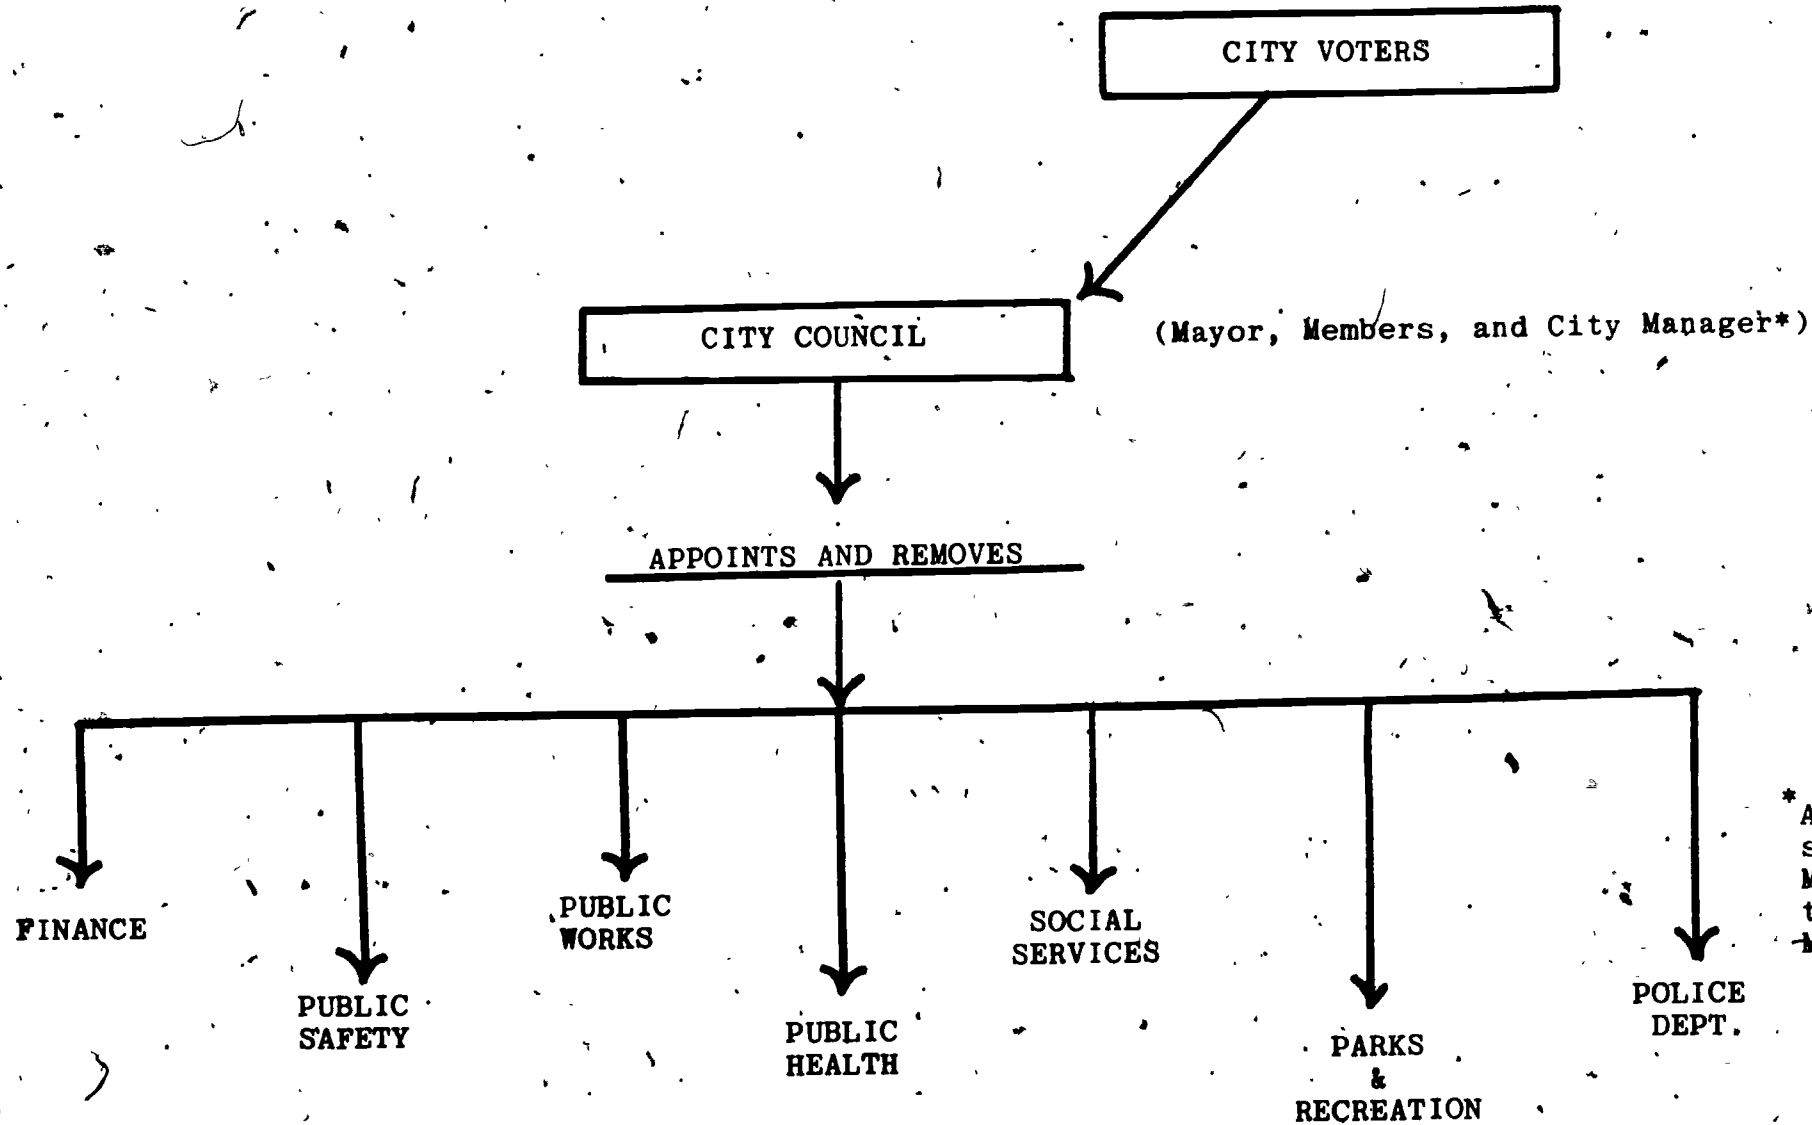 CITY VOTERS
CITY COUNCIL
(Mayor, Members, and City Manager*)
APPOINTS AND REMOVES
FINANCE
PUBLIC
SAFETY
PUBLIC
WORKS
PUBLIC
HEALTH
SOCIAL
SERVICES
PARKS
&
RECREATION
POLICE
DEPT.
*